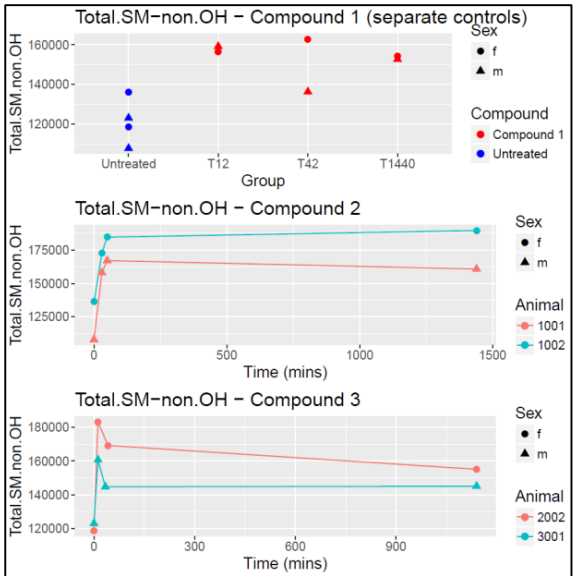 Total.SM-non.OH - Compound 1 (separate controls)
Total.SM-non.OH
160000
140000
120000
Untreated T12 T42 T1440
Group
Sex
f
m
Compound
Compound 1
Untreated
Total.SM-non.OH - Compound 2
Total.SM-non.OH
175000
150000
125000
0 500 1000 1500
Time (mins)
Sex
f
m
Animal
1001
1002
Total.SM-non.OH - Compound 3
Total.SM-non.OH
180000
160000
140000
120000
0 300 600 900
Time (mins)
Sex
f
m
Animal
2002
3001